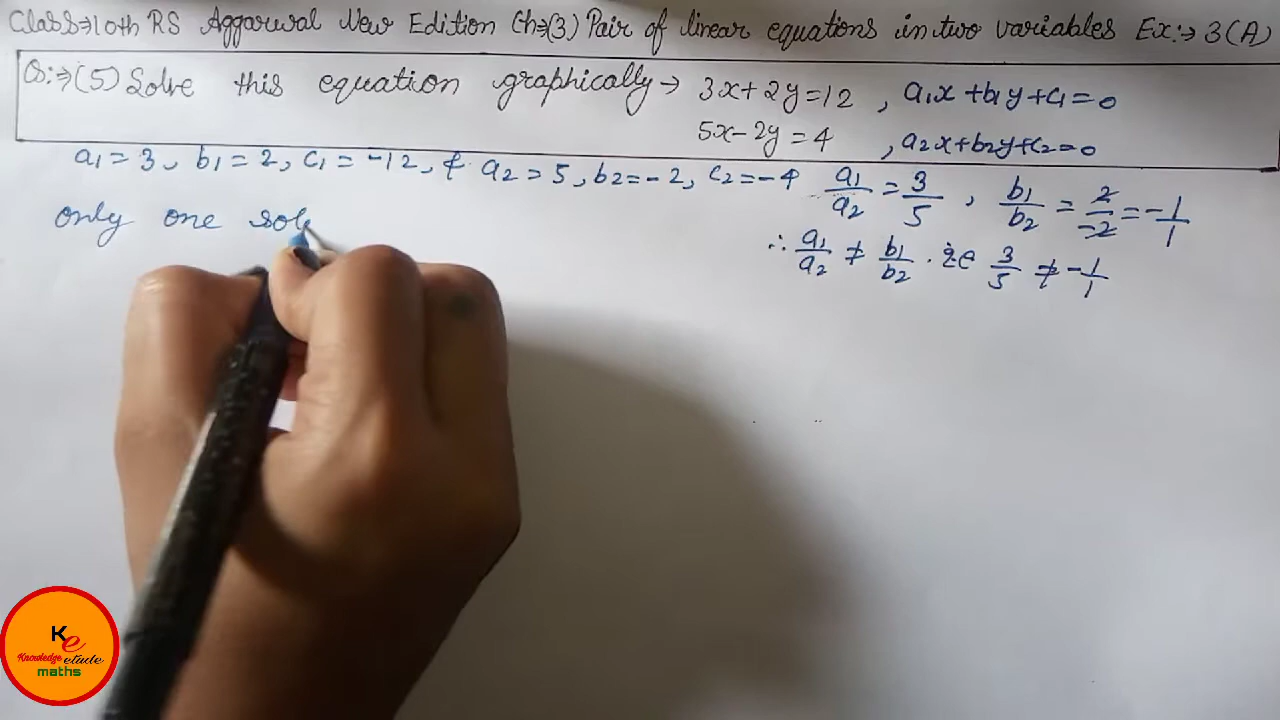 Class⇒10th RS Aggarwal New Edition Ch⇒(3) Pair of linear equations in two variables Ex:→ 3(A)
Q:⇒(5) Solve this equation graphically → 3x+2y=12 , a₁x+b₁y+c₁=0
5x-2y=4 , a₂x+b₂y+c₂=0
a₁=3, b₁=2, c₁=-12, & a₂=5, b₂=-2, c₂=-4 a₁/a₂ = 3/5 , b₁/b₂ = 2/-2 = -1/1
only one sol
∴ a₁/a₂ ≠ b₁/b₂ . ie 3/5 ≠ -1/1
Ke
Knowledge etade
maths